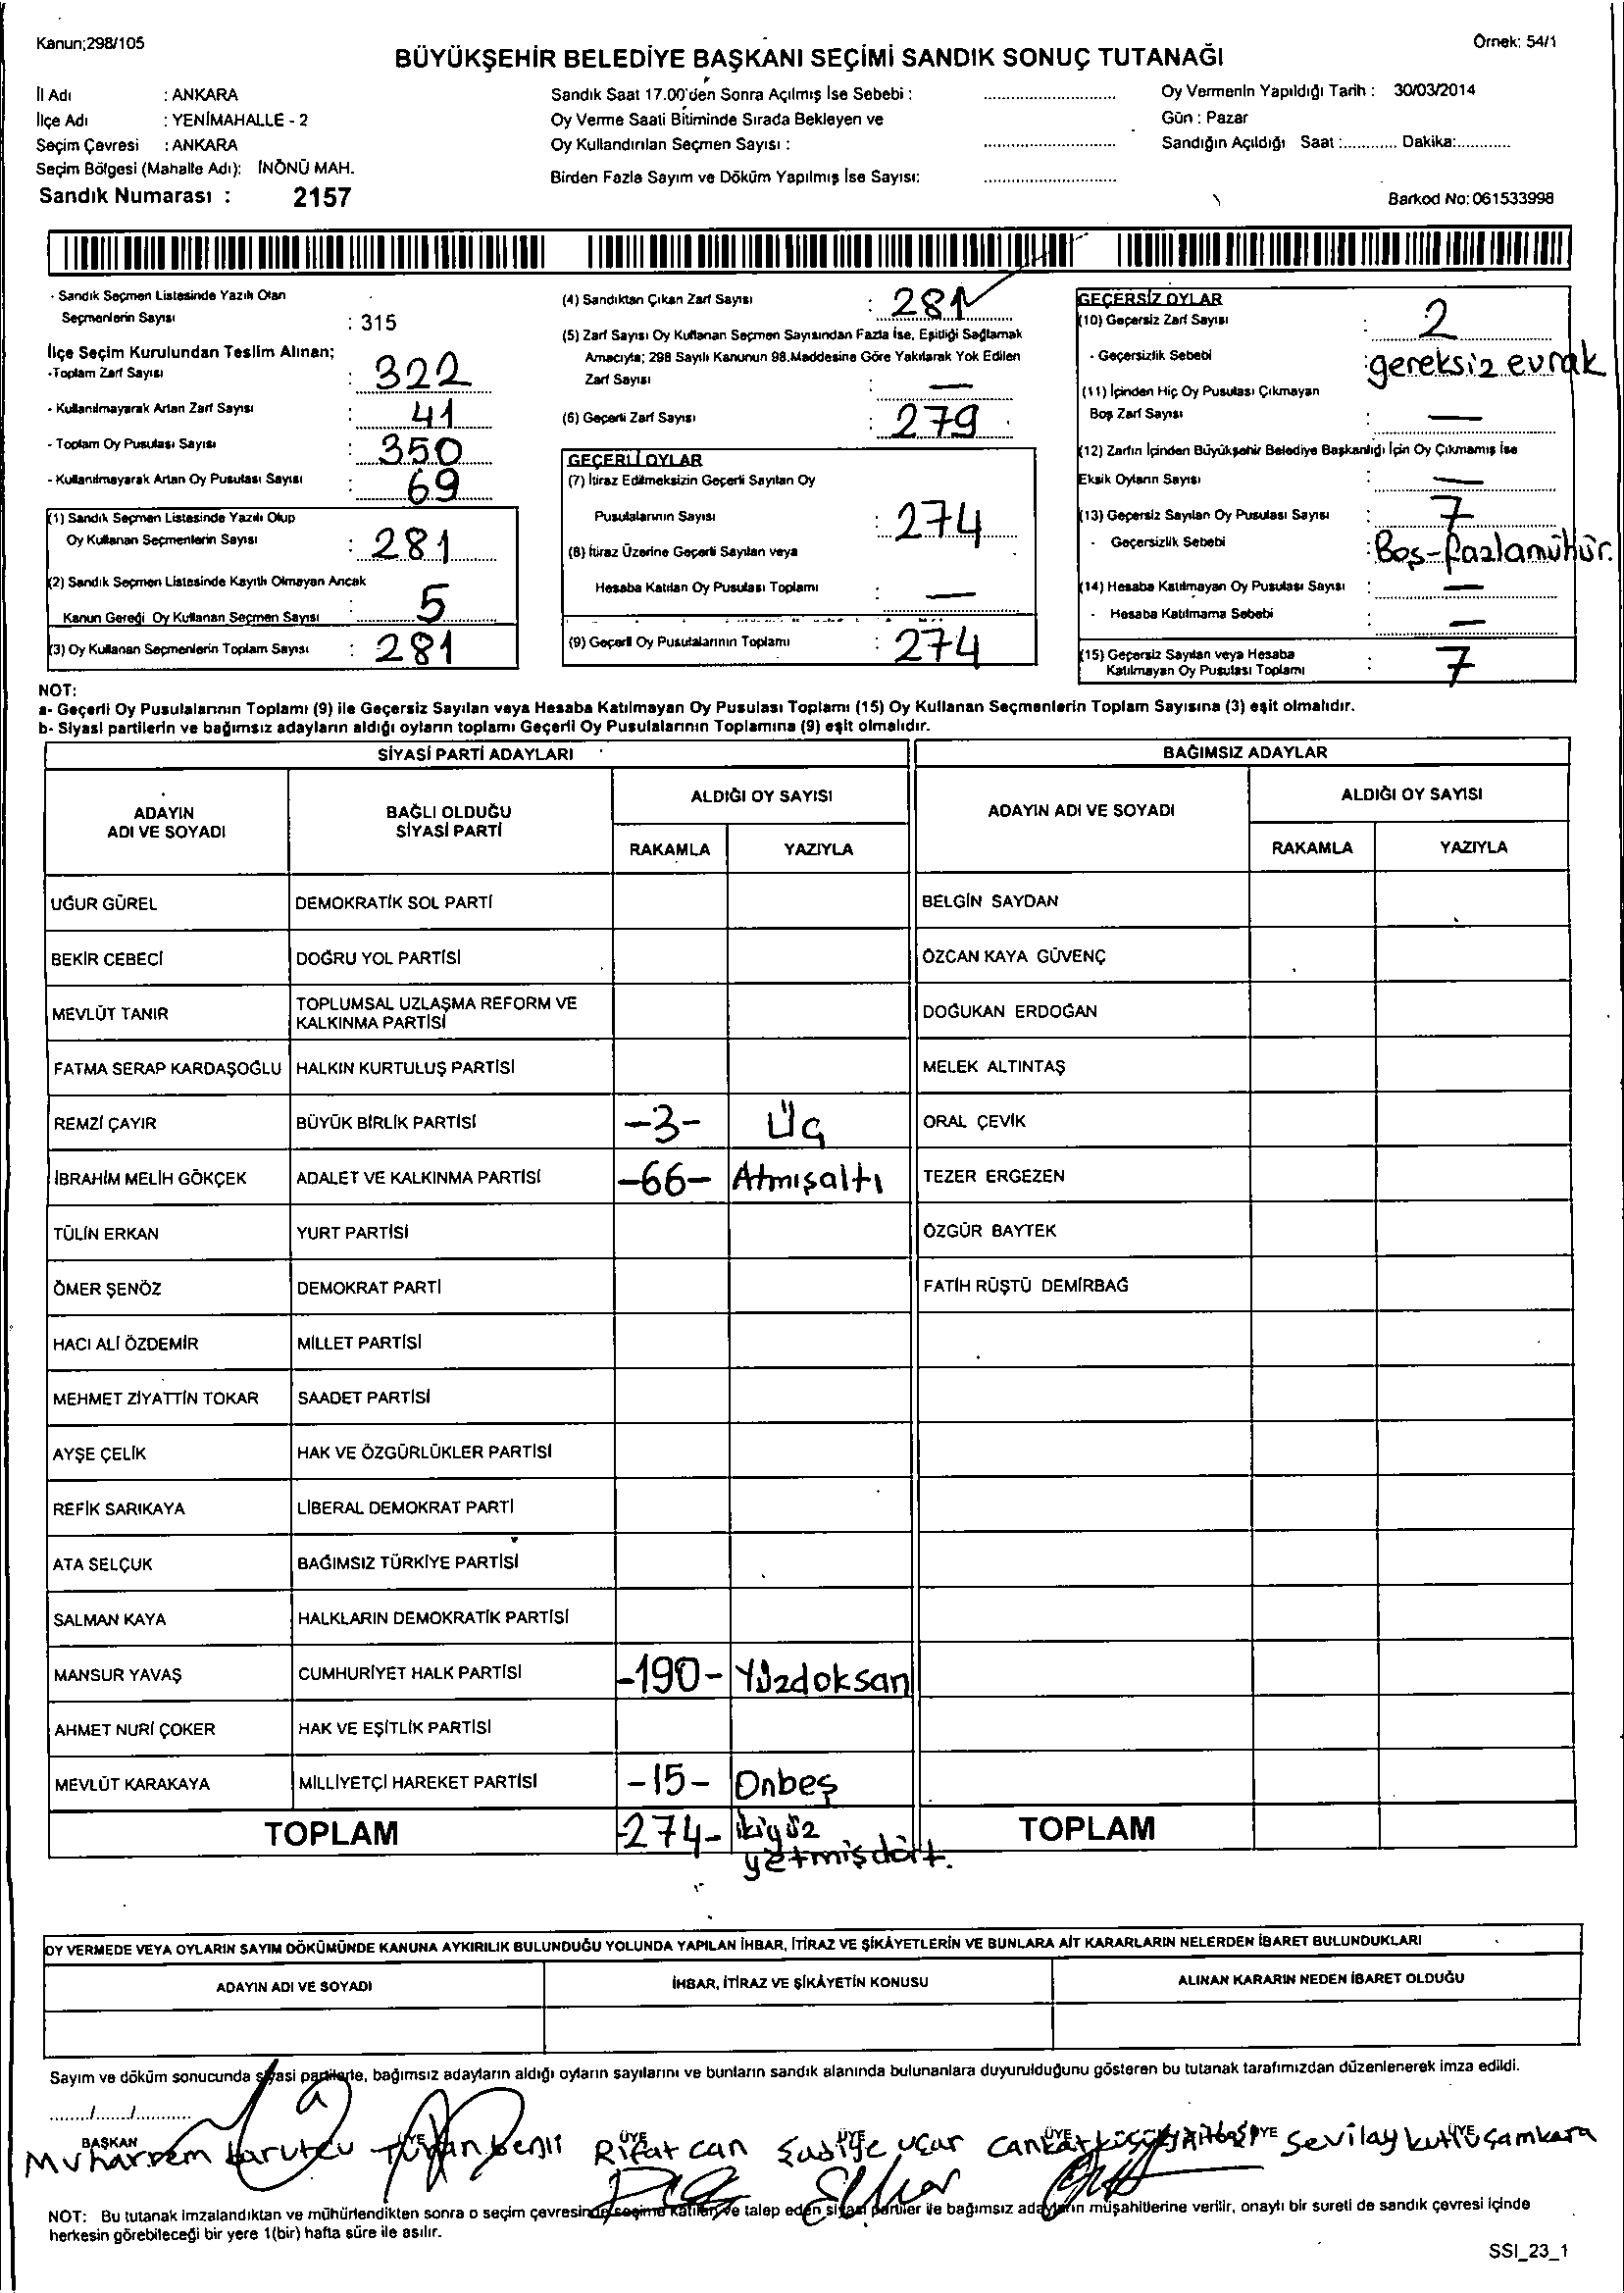 Kanun;298/105
Örnek: 54/1
BÜYÜKŞEHİR BELEDİYE BAŞKANI SEÇİMİ SANDIK SONUÇ TUTANAĞI
İl Adı : ANKARA
İlçe Adı : YENİMAHALLE - 2
Seçim Çevresi : ANKARA
Seçim Bölgesi (Mahalle Adı): İNÖNÜ MAH.
Sandık Numarası : 2157
Sandık Saat 17.00'den Sonra Açılmış İse Sebebi :
Oy Verme Saati Bitiminde Sırada Bekleyen ve
Oy Kullandırılan Seçmen Sayısı :
Birden Fazla Sayım ve Döküm Yapılmış İse Sayısı:
Oy Vermenin Yapıldığı Tarih : 30/03/2014
Gün : Pazar
Sandığın Açıldığı Saat :............ Dakika:............
Barkod No: 061533998
- Sandık Seçmen Listesinde Yazılı Olan
Seçmenlerin Sayısı : 315
İlçe Seçim Kurulundan Teslim Alınan;
-Toplam Zarf Sayısı : 322
- Kullanılmayarak Artan Zarf Sayısı : 41
- Toplam Oy Pusulası Sayısı : 350
- Kullanılmayarak Artan Oy Pusulası Sayısı : 69
(1) Sandık Seçmen Listesinde Yazılı Olup
Oy Kullanan Seçmenlerin Sayısı : 281
(2) Sandık Seçmen Listesinde Kayıtlı Olmayan Ancak
Kanun Gereği Oy Kullanan Seçmen Sayısı : 5
(3) Oy Kullanan Seçmenlerin Toplam Sayısı : 281
(4) Sandıktan Çıkan Zarf Sayısı : 281
(5) Zarf Sayısı Oy Kullanan Seçmen Sayısından Fazla İse, Eşitliği Sağlamak
Amacıyla; 298 Sayılı Kanunun 98.Maddesine Göre Yakılarak Yok Edilen
Zarf Sayısı : —
(6) Geçerli Zarf Sayısı : 279
GEÇERLİ OYLAR
(7) İtiraz Edilmeksizin Geçerli Sayılan Oy
Pusulalarının Sayısı : 274
(8) İtiraz Üzerine Geçerli Sayılan veya
Hesaba Katılan Oy Pusulası Toplamı : —
(9) Geçerli Oy Pusulalarının Toplamı : 274
GEÇERSİZ OYLAR
(10) Geçersiz Zarf Sayısı : 2
- Geçersizlik Sebebi : gereksiz evrak
(11) İçinden Hiç Oy Pusulası Çıkmayan
Boş Zarf Sayısı : —
(12) Zarfın İçinden Büyükşehir Belediye Başkanlığı İçin Oy Çıkmamış İse
Eksik Oyların Sayısı : —
(13) Geçersiz Sayılan Oy Pusulası Sayısı : 7
- Geçersizlik Sebebi : Boş-fazlamühür.
(14) Hesaba Katılmayan Oy Pusulası Sayısı : —
- Hesaba Katılmama Sebebi : —
(15) Geçersiz Sayılan veya Hesaba
Katılmayan Oy Pusulası Toplamı : 7
NOT:
a- Geçerli Oy Pusulalarının Toplamı (9) ile Geçersiz Sayılan veya Hesaba Katılmayan Oy Pusulası Toplamı (15) Oy Kullanan Seçmenlerin Toplam Sayısına (3) eşit olmalıdır.
b- Siyasi partilerin ve bağımsız adayların aldığı oyların toplamı Geçerli Oy Pusulalarının Toplamına (9) eşit olmalıdır.
SİYASİ PARTİ ADAYLARI BAĞIMSIZ ADAYLAR
ADAYIN
ADI VE SOYADI
BAĞLI OLDUĞU
SİYASİ PARTİ
ALDIĞI OY SAYISI
RAKAMLA YAZIYLA
ADAYIN ADI VE SOYADI
ALDIĞI OY SAYISI
RAKAMLA YAZIYLA
UĞUR GÜREL DEMOKRATİK SOL PARTİ BELGİN SAYDAN
BEKİR CEBECİ DOĞRU YOL PARTİSİ ÖZCAN KAYA GÜVENÇ
MEVLÜT TANIR TOPLUMSAL UZLAŞMA REFORM VE
KALKINMA PARTİSİ DOĞUKAN ERDOĞAN
FATMA SERAP KARDAŞOĞLU HALKIN KURTULUŞ PARTİSİ MELEK ALTINTAŞ
REMZİ ÇAYIR BÜYÜK BİRLİK PARTİSİ -3- Üç ORAL ÇEVİK
İBRAHİM MELİH GÖKÇEK ADALET VE KALKINMA PARTİSİ -66- Atmışaltı TEZER ERGEZEN
TÜLİN ERKAN YURT PARTİSİ ÖZGÜR BAYTEK
ÖMER ŞENÖZ DEMOKRAT PARTİ FATİH RÜŞTÜ DEMİRBAĞ
HACI ALİ ÖZDEMİR MİLLET PARTİSİ
MEHMET ZİYATTİN TOKAR SAADET PARTİSİ
AYŞE ÇELİK HAK VE ÖZGÜRLÜKLER PARTİSİ
REFİK SARIKAYA LİBERAL DEMOKRAT PARTİ
ATA SELÇUK BAĞIMSIZ TÜRKİYE PARTİSİ
SALMAN KAYA HALKLARIN DEMOKRATİK PARTİSİ
MANSUR YAVAŞ CUMHURİYET HALK PARTİSİ -190- Yüzdoksan
AHMET NURİ ÇOKER HAK VE EŞİTLİK PARTİSİ
MEVLÜT KARAKAYA MİLLİYETÇİ HAREKET PARTİSİ -15- Onbeş
TOPLAM -274- ikiyüz
yetmişdört. TOPLAM
OY VERMEDE VEYA OYLARIN SAYIM DÖKÜMÜNDE KANUNA AYKIRILIK BULUNDUĞU YOLUNDA YAPILAN İHBAR, İTİRAZ VE ŞİKÂYETLERİN VE BUNLARA AİT KARARLARIN NELERDEN İBARET BULUNDUKLARI
ADAYIN ADI VE SOYADI İHBAR, İTİRAZ VE ŞİKÂYETİN KONUSU ALINAN KARARIN NEDEN İBARET OLDUĞU
Sayım ve döküm sonucunda siyasi partilerle, bağımsız adayların aldığı oyların sayılarını ve bunların sandık alanında bulunanlara duyurulduğunu gösteren bu tutanak tarafımızdan düzenlenerek imza edildi.
......../......../............
BAŞKAN ÜYE ÜYE ÜYE ÜYE ÜYE ÜYE
Muharrem Rifat can Sadiye uçar Sevilay
NOT: Bu tutanak imzalandıktan ve mühürlendikten sonra o seçim çevresinde seçime katılan ve talep eden siyasi partiler ile bağımsız adayların müşahitlerine verilir, onaylı bir sureti de sandık çevresi içinde
herkesin görebileceği bir yere 1(bir) hafta süre ile asılır.
SSI_23_1